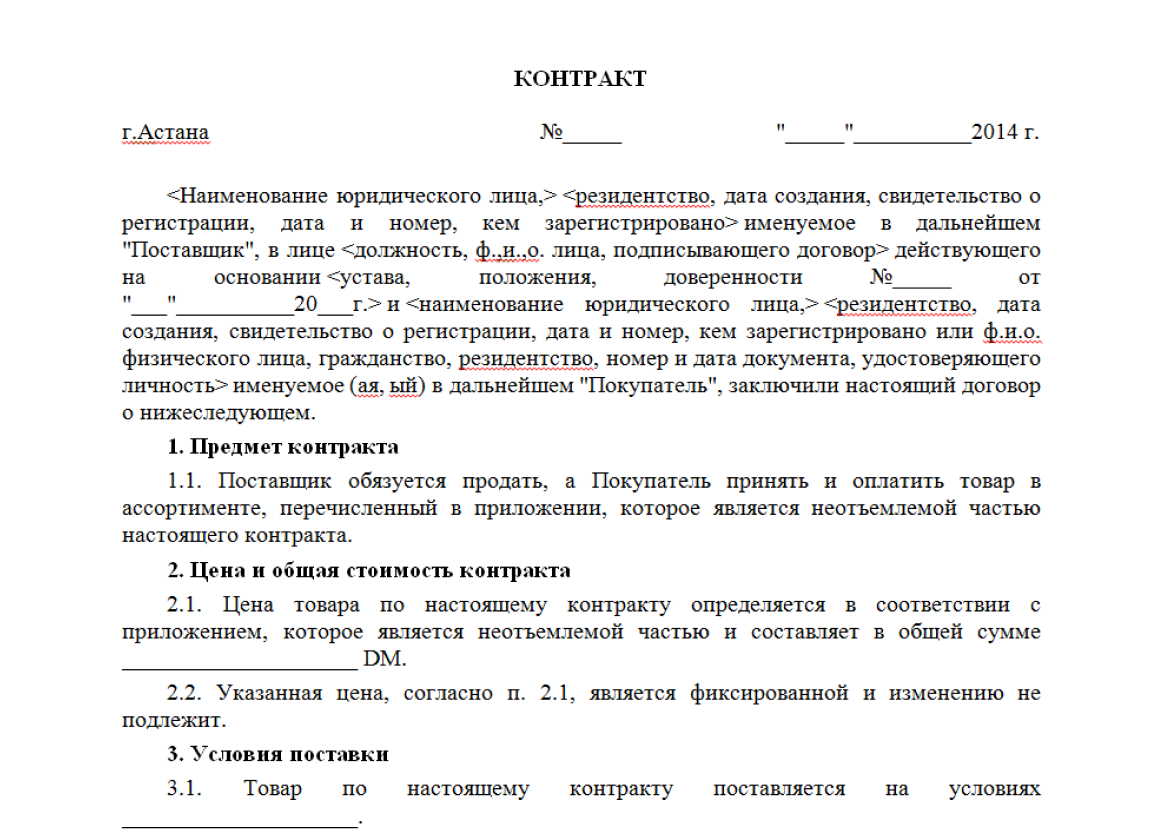 КОНТРАКТ
г.Астана №_____ "_____"__________2014 г.
<Наименование юридического лица,> <резидентство, дата создания, свидетельство о
регистрации, дата и номер, кем зарегистрировано> именуемое в дальнейшем
"Поставщик", в лице <должность, ф.,и.,о. лица, подписывающего договор> действующего
на основании <устава, положения, доверенности №_____ от
"___"__________20___г.> и <наименование юридического лица,> <резидентство, дата
создания, свидетельство о регистрации, дата и номер, кем зарегистрировано или ф.и.о.
физического лица, гражданство, резидентство, номер и дата документа, удостоверяющего
личность> именуемое (ая, ый) в дальнейшем "Покупатель", заключили настоящий договор
о нижеследующем.
1. Предмет контракта
1.1. Поставщик обязуется продать, а Покупатель принять и оплатить товар в
ассортименте, перечисленный в приложении, которое является неотъемлемой частью
настоящего контракта.
2. Цена и общая стоимость контракта
2.1. Цена товара по настоящему контракту определяется в соответствии с
приложением, которое является неотъемлемой частью и составляет в общей сумме
____________________ DM.
2.2. Указанная цена, согласно п. 2.1, является фиксированной и изменению не
подлежит.
3. Условия поставки
3.1. Товар по настоящему контракту поставляется на условиях
____________________.